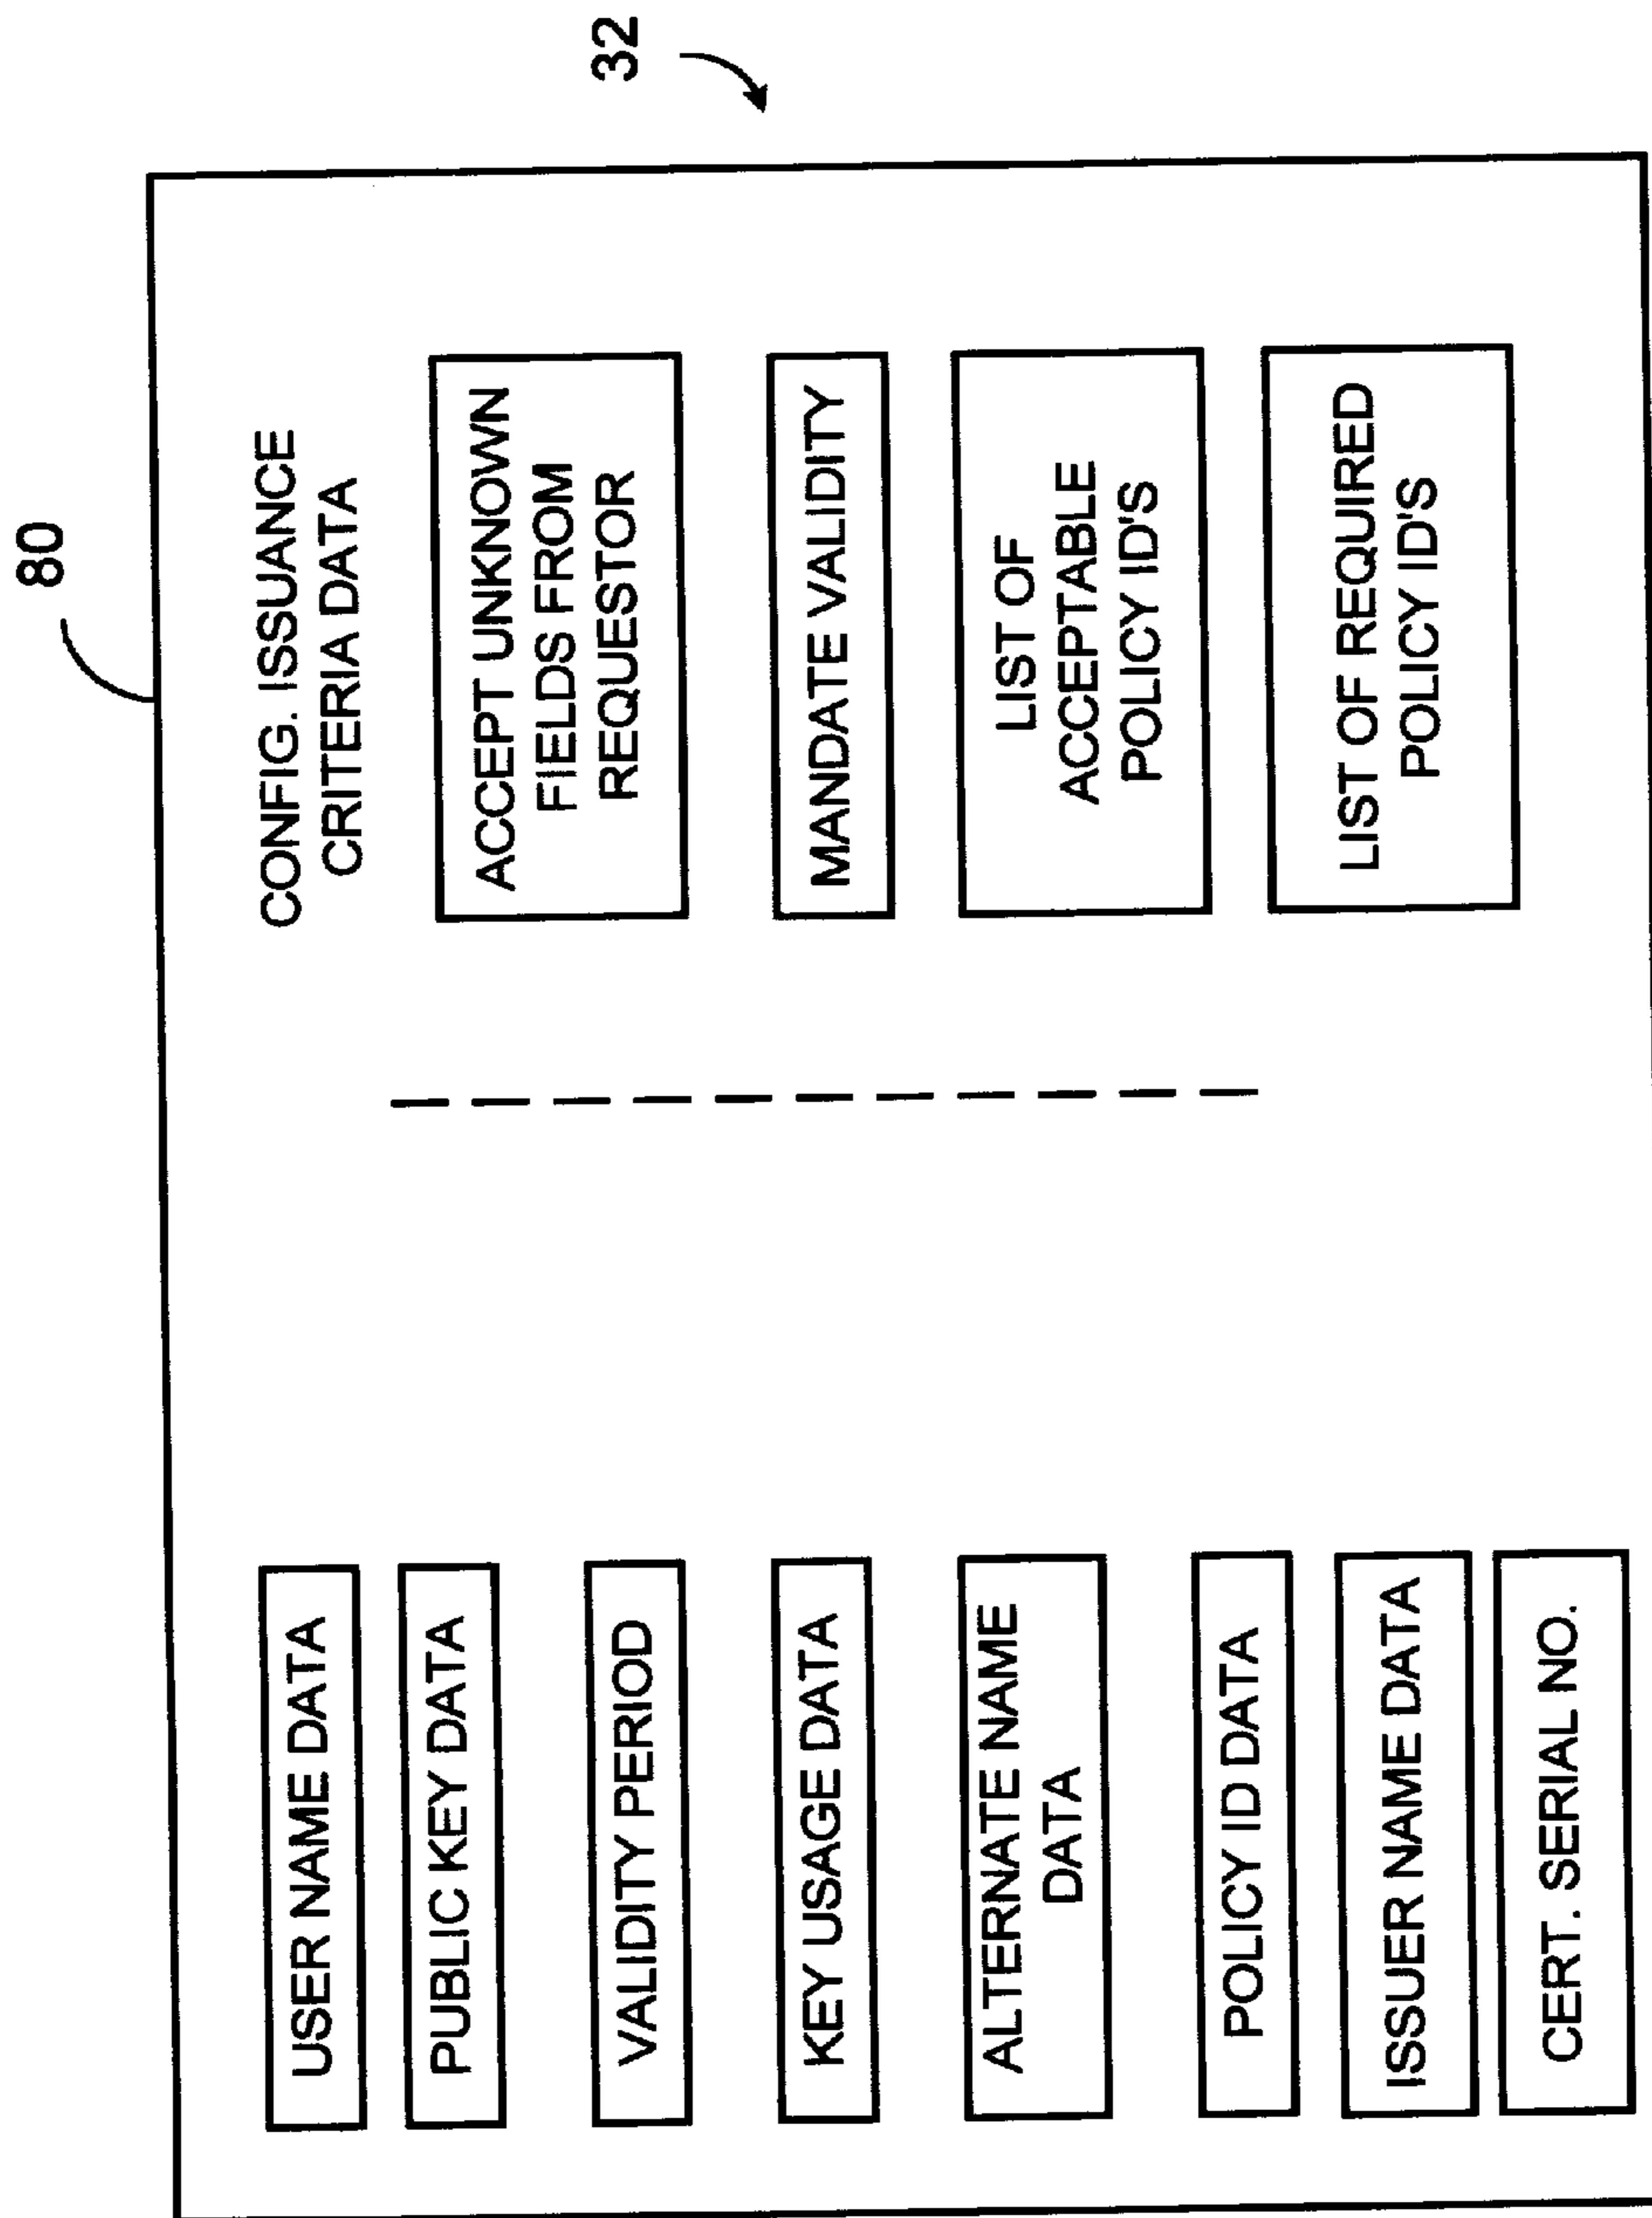 80
32
USER NAME DATA
PUBLIC KEY DATA
VALIDITY PERIOD
KEY USAGE DATA
ALTERNATE NAME
DATA
POLICY ID DATA
ISSUER NAME DATA
CERT. SERIAL NO.
CONFIG. ISSUANCE
CRITERIA DATA
ACCEPT UNKNOWN
FIELDS FROM
REQUESTOR
MANDATE VALIDITY
LIST OF
ACCEPTABLE
POLICY ID'S
LIST OF REQUIRED
POLICY ID'S